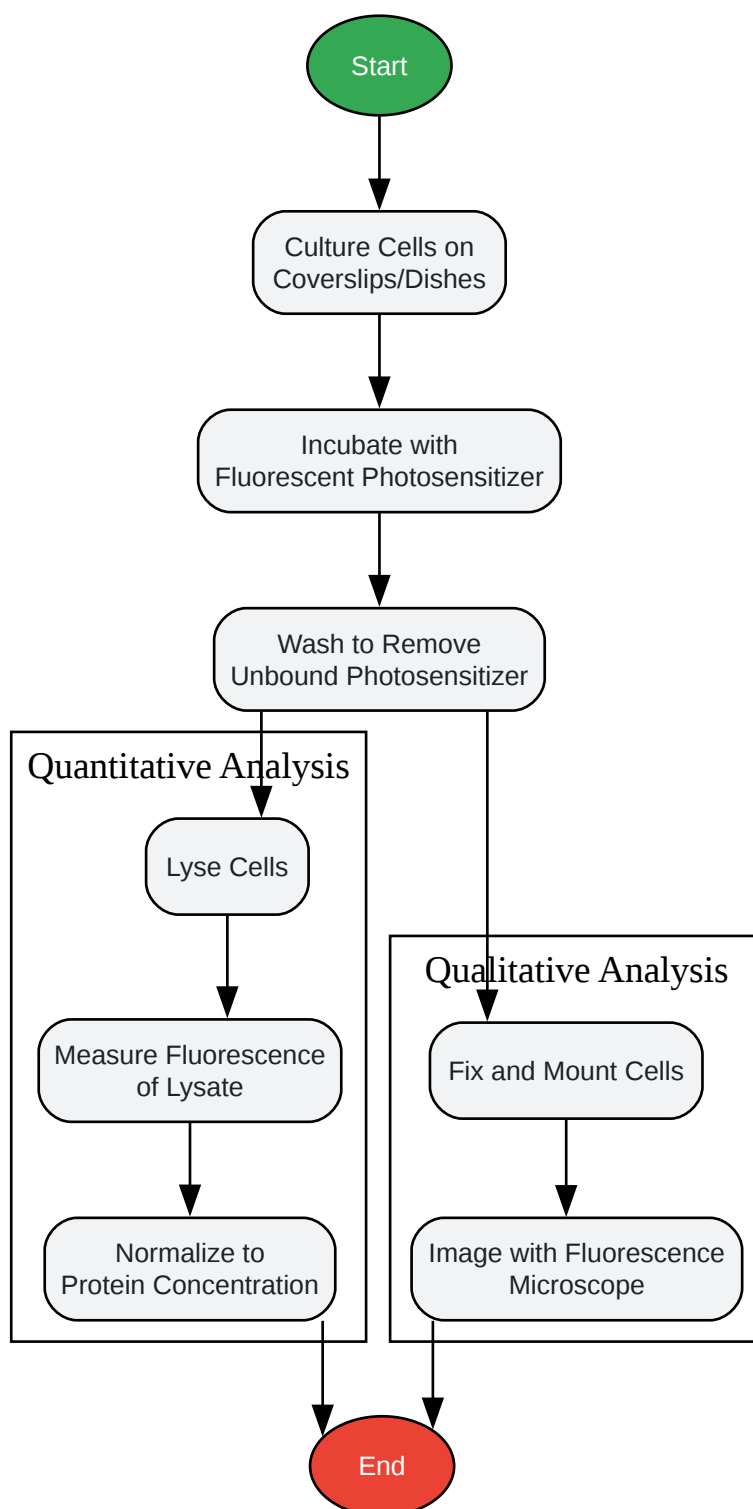 Start
Culture Cells on
Coverslips/Dishes
Incubate with
Fluorescent Photosensitizer
Wash to Remove
Unbound Photosensitizer
Quantitative Analysis
Lyse Cells
Measure Fluorescence
of Lysate
Normalize to
Protein Concentration
Qualitative Analysis
Fix and Mount Cells
Image with Fluorescence
Microscope
End